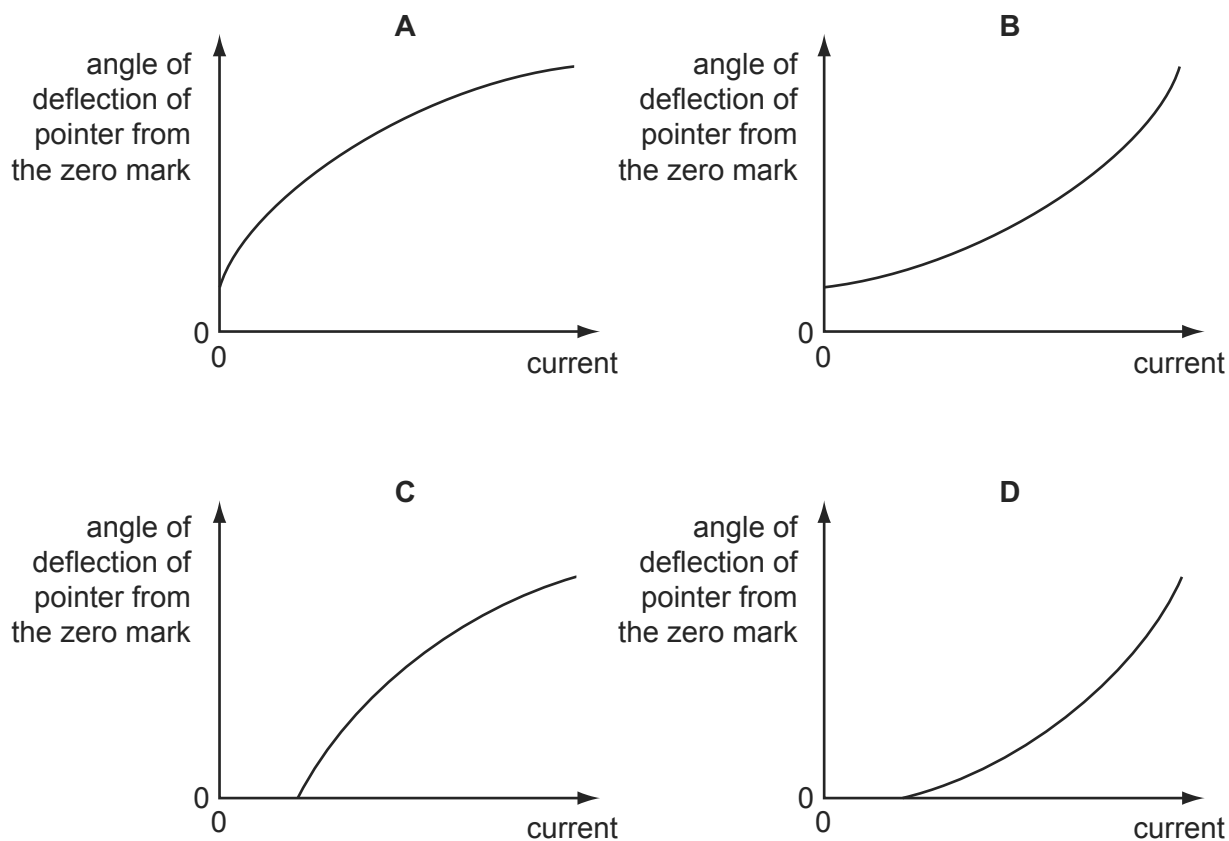 A
angle of
deflection of
pointer from
the zero mark
0
0
current
B
angle of
deflection of
pointer from
the zero mark
0
0
current
C
angle of
deflection of
pointer from
the zero mark
0
0
current
D
angle of
deflection of
pointer from
the zero mark
0
0
current